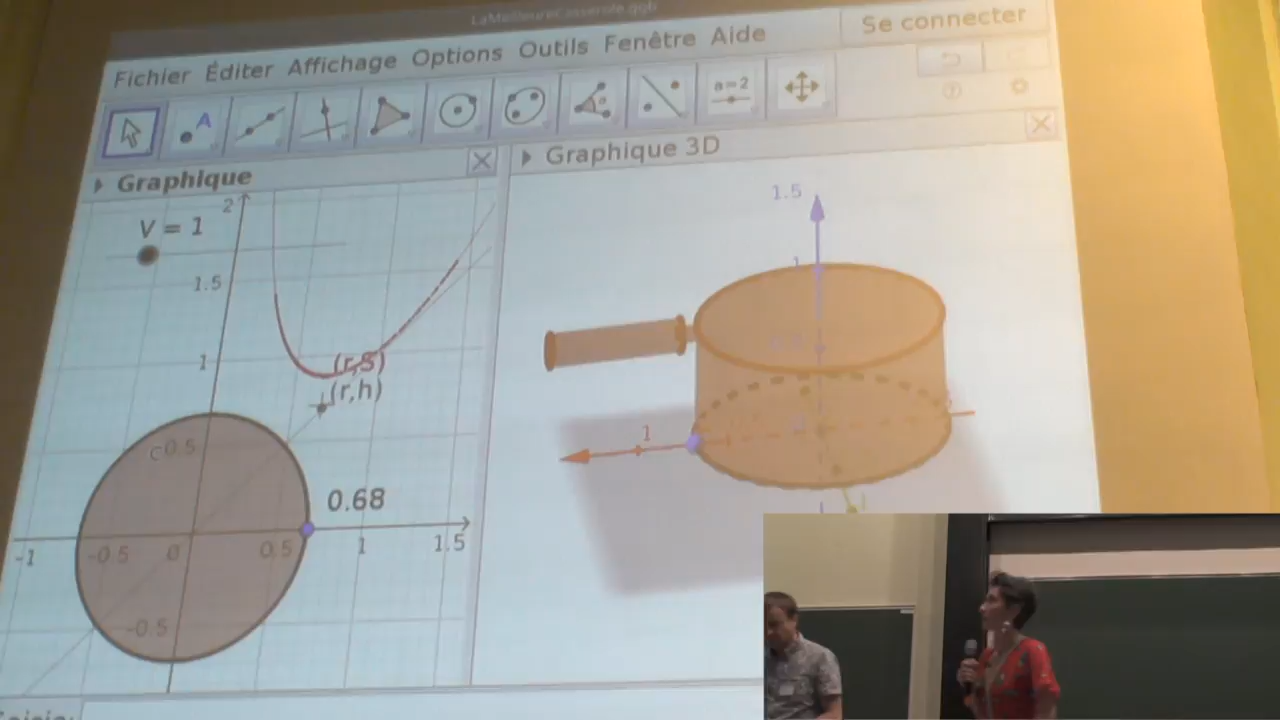 LaMeilleureCasserole.ggb
Fichier Éditer Affichage Options Outils Fenêtre Aide
Se connecter
A
a=2
Graphique
Graphique 3D
V = 1
2
1.5
1
(r,S)
(r,h)
c
0.5
0.68
-1
-0.5
0
0.5
1
1.5
-0.5
1.5
1
1